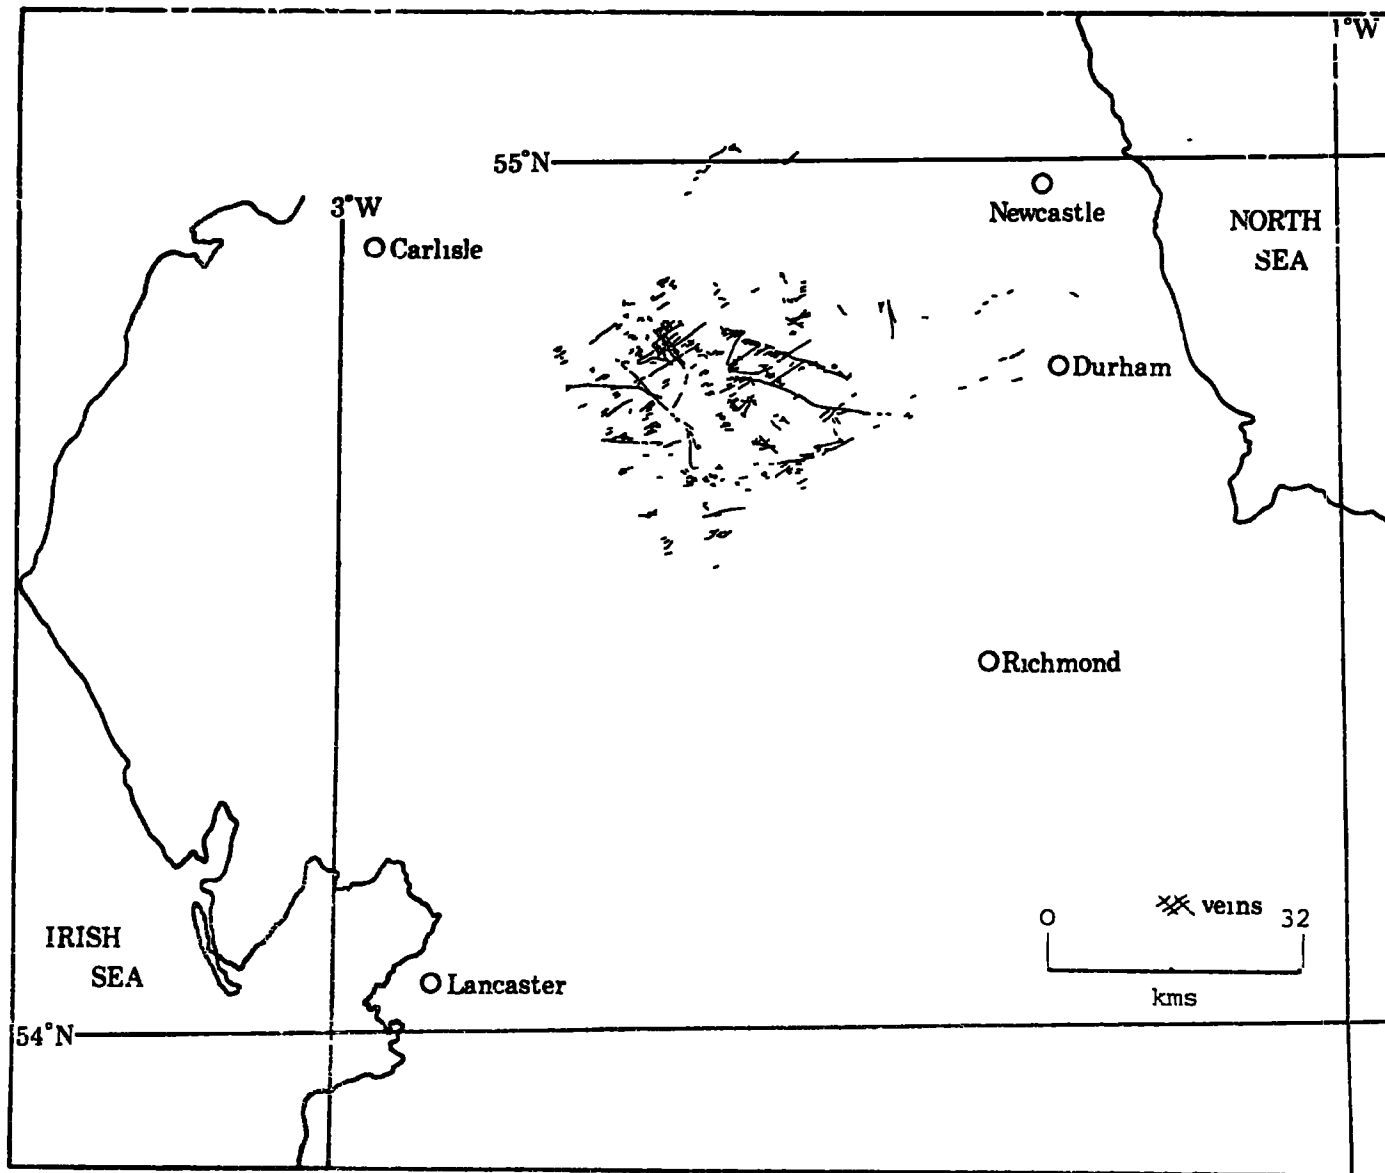 1°W
55°N
Newcastle
3°W
NORTH
SEA
Carlisle
Durham
Richmond
veins
0
32
IRISH
SEA
Lancaster
kms
54°N